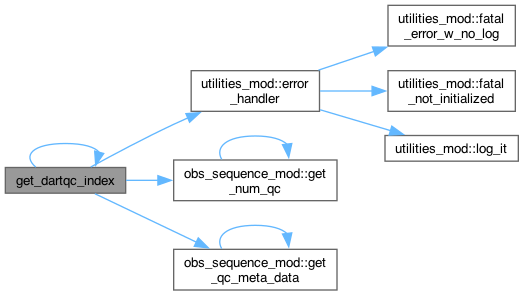 utilities_mod::fatal
_error_w_no_log
utilities_mod::error
_handler
utilities_mod::fatal
_not_initialized
utilities_mod::log_it
get_dartqc_index
obs_sequence_mod::get
_num_qc
obs_sequence_mod::get
_qc_meta_data